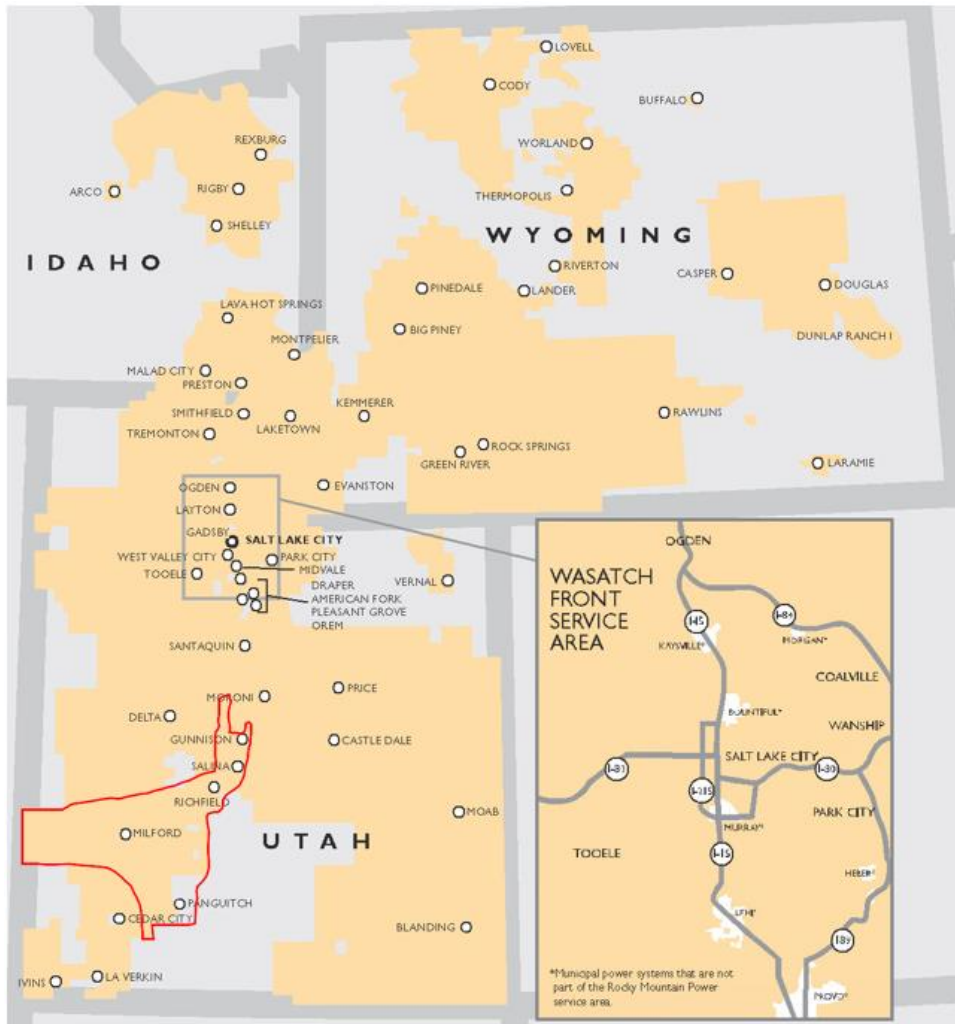 LOVELL
CODY
BUFFALO
REXBURG
WORLAND
ARCO
RIGBY
THERMOPOLIS
SHELLEY
WYOMING
IDAHO
RIVERTON
CASPER
PINEDALE
LANDER
DOUGLAS
LAVA HOT SPRINGS
BIG PINEY
DUNLAP RANCH I
MONTPELIER
MALAD CITY
PRESTON
KEMMERER
SMITHFIELD
LAKETOWN
RAWLINS
TREMONTON
ROCK SPRINGS
GREEN RIVER
LARAMIE
OGDEN
EVANSTON
LAYTON
GADSBY
SALT LAKE CITY
WEST VALLEY CITY
PARK CITY
MIDVALE
TOOELE
DRAPER
VERNAL
AMERICAN FORK
PLEASANT GROVE
OREM
SANTAQUIN
MORONI
PRICE
DELTA
GUNNISON
CASTLE DALE
SALINA
RICHFIELD
MOAB
MILFORD
UTAH
PANGUITCH
CEDAR CITY
BLANDING
IVINS
LA VERKIN
OGDEN
WASATCH
FRONT
SERVICE
AREA
I-84
I-15
KAYSVILLE*
MORGAN*
COALVILLE
BOUNTIFUL*
WANSHIP
SALT LAKE CITY
I-80
I-80
I-215
PARK CITY
MURRAY*
TOOELE
I-15
HEBER*
LEHI*
*Municipal power systems that are not
part of the Rocky Mountain Power
service area.
PROVO*